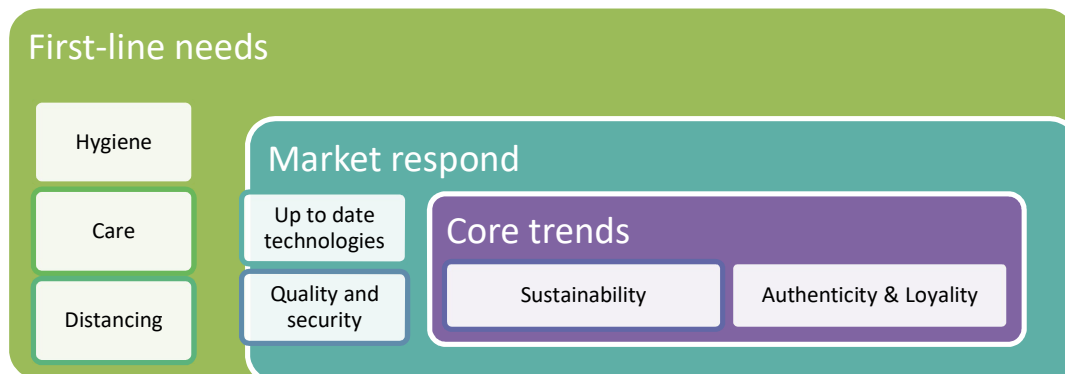 First-line needs
Hygiene
Care
Distancing
Market respond
Up to date
technologies
Quality and
security
Core trends
Sustainability
Authenticity & Loyality